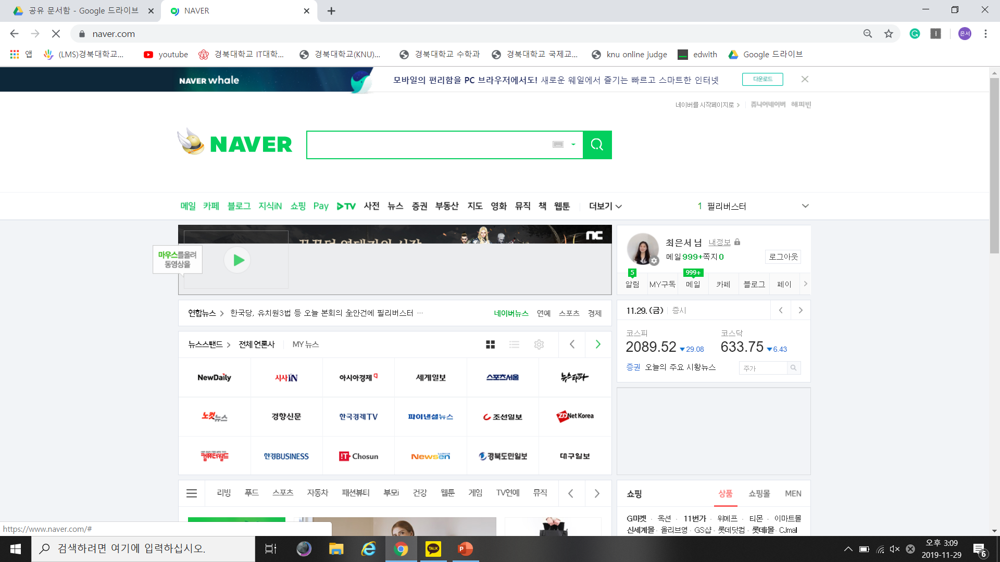 공유 문서함 - Google 드라이브
NAVER
naver.com
은서
앱 (LMS)경북대학교... youtube 경북대학교 IT대학... 경북대학교(KNU)... 경북대학교 수학과 경북대학교 국제교... knu online judge edwith Google 드라이브
NAVER whale 모바일의 편리함을 PC 브라우저에서도! 새로운 웨일에서 즐기는 빠르고 스마트한 인터넷 다운로드
네이버를 시작페이지로 쥬니어네이버 해피빈
NAVER
메일 카페 블로그 지식iN 쇼핑 Pay TV 사전 뉴스 증권 부동산 지도 영화 뮤직 책 웹툰 더보기 1 필리버스터
NC
마우스를올려
동영상을
최은서 님 내정보
메일 999+ 쪽지 0 로그아웃
5 999+
알림 MY구독 메일 카페 블로그 페이
연합뉴스 한국당, 유치원3법 등 오늘 본회의 全안건에 필리버스터 ... 네이버뉴스 연예 스포츠 경제
11.29. (금) 증시
코스피 코스닥
2089.52 ▼29.08 633.75 ▼6.43
증권 오늘의 주요 시황뉴스 주가
뉴스스탠드 전체 언론사 MY 뉴스
NewDaily 시사IN 아시아경제 세계일보 스포츠서울 뉴스타파
노컷뉴스 경향신문 한국경제TV 파이낸셜뉴스 조선일보 ZDNet Korea
컴퓨터월드 한경BUSINESS IT Chosun Newsen 경북도민일보 대구일보
리빙 푸드 스포츠 자동차 패션뷰티 부모i 건강 웹툰 게임 TV연예 뮤직
쇼핑 상품 쇼핑몰 MEN
G마켓 · 옥션 · 11번가 · 위메프 · 티몬 · 이마트몰
신세계몰 · 올리브영 · GS샵 · 롯데닷컴 · 롯데i몰 · CJmall
https://www.naver.com/#
검색하려면 여기에 입력하십시오.
TALK
오후 3:09
2019-11-29
6